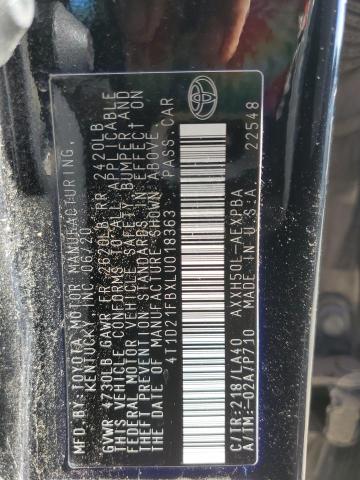 MFD.BY: TOYOTA MOTOR MANUFACTURING,
KENTUCKY, INC. 06/20
GVWR 4730LB GAWR FR 2620LB RR 2420LB
THIS VEHICLE CONFORMS TO ALL APPLICABLE
FEDERAL MOTOR VEHICLE SAFETY, BUMPER, AND
THEFT PREVENTION STANDARDS IN EFFECT ON
THE DATE OF MANUFACTURE SHOWN ABOVE.
4T1D21FBXLU018363 PASS. CAR
C/TR:218/LA40 AXXH50L-AEXPBA
A/TM:-02A/P710 MADE IN U.S.A. 22548
TOYOTA